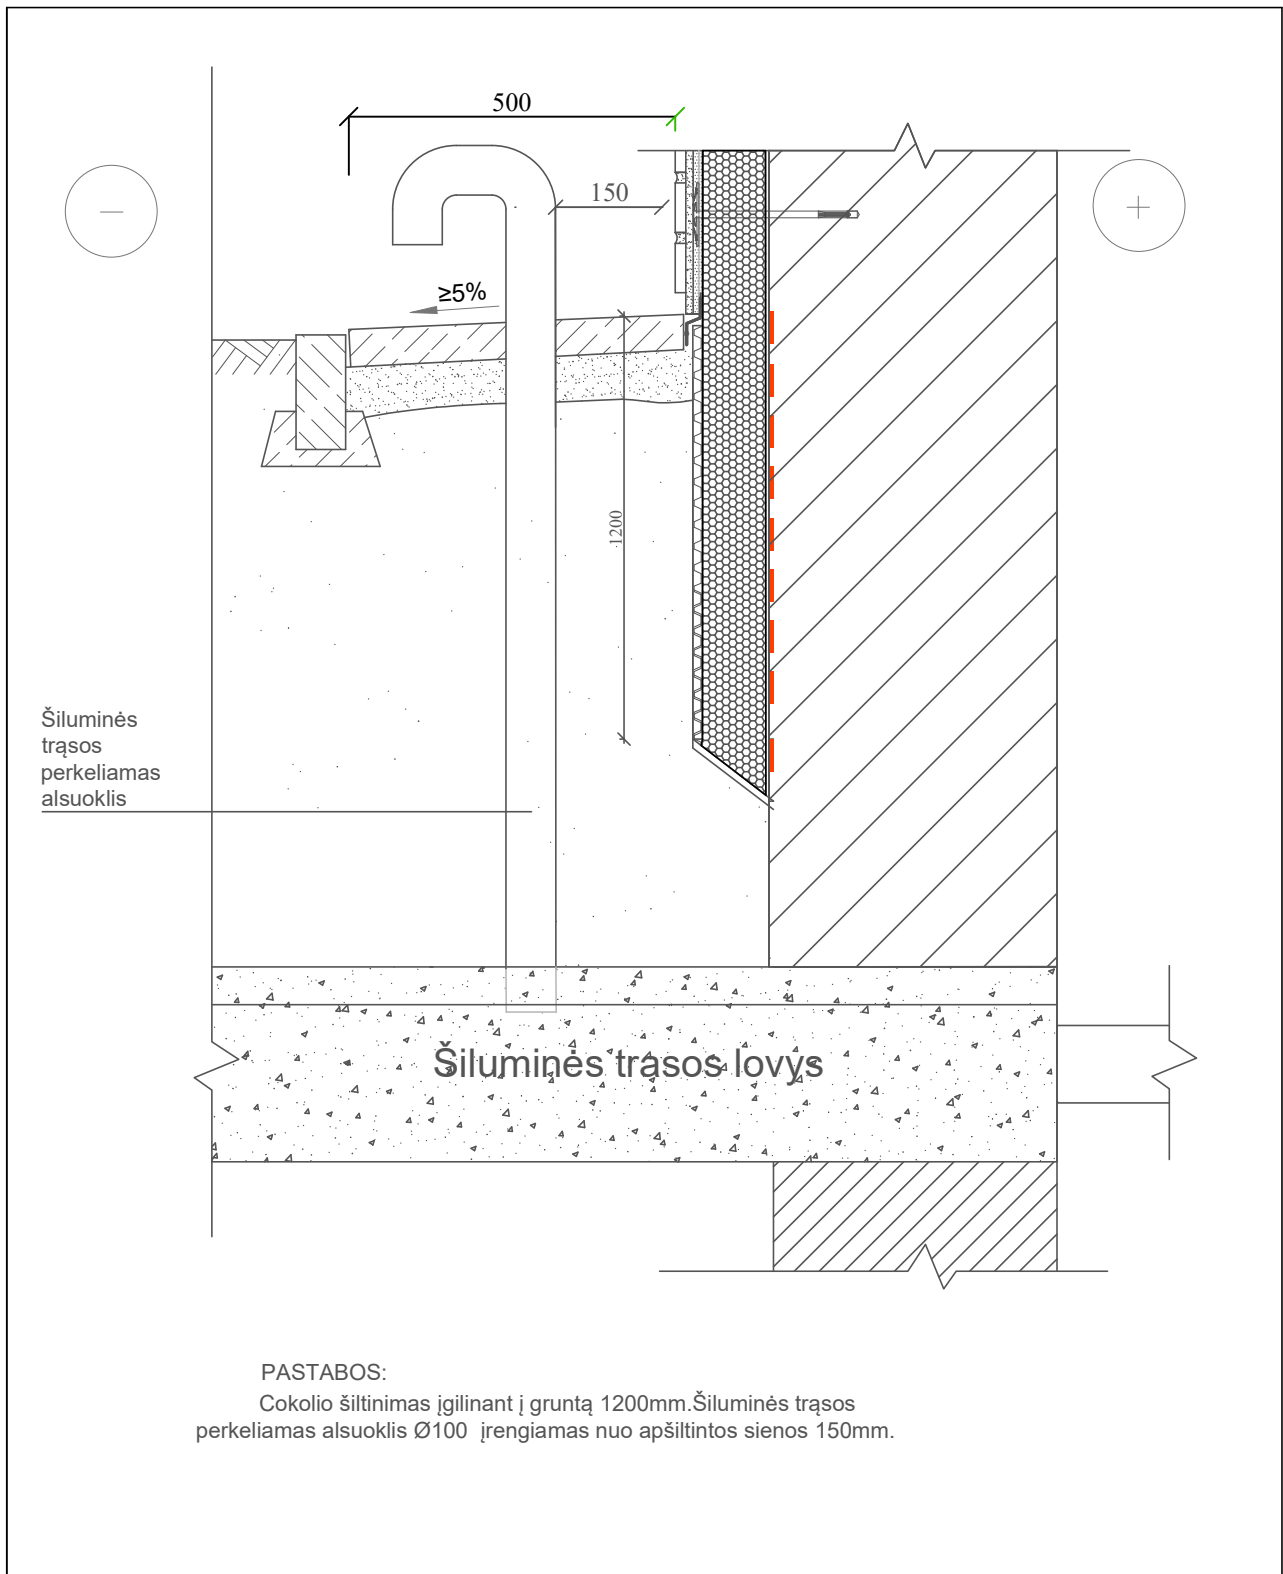 500
150
≥5%
1200
Šiluminės
trąsos
perkeliamas
alsuoklis
Šiluminės trasos lovys
PASTABOS:
Cokolio šiltinimas įgilinant į gruntą 1200mm.Šiluminės trąsos
perkeliamas alsuoklis Ø100 įrengiamas nuo apšiltintos sienos 150mm.